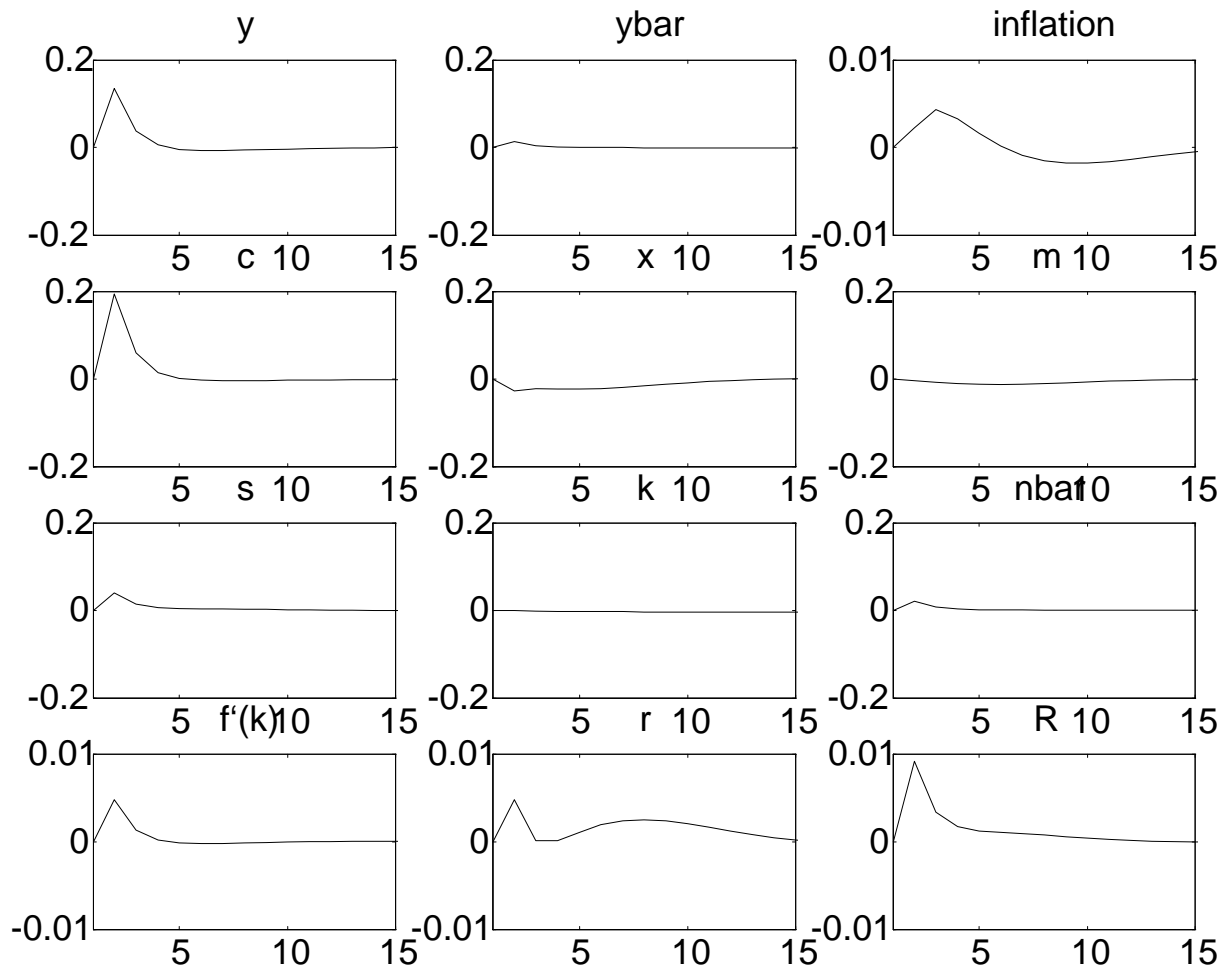 y ybar inflation
0.2 0.2 0.01
0 0 0
-0.2 -0.2 -0.01
5 c 10 15 5 x 10 15 5 m 10 15
0.2 0.2 0.2
0 0 0
-0.2 -0.2 -0.2
5 s 10 15 5 k 10 15 5 nbar 10 15
0.2 0.2 0.2
0 0 0
-0.2 -0.2 -0.2
5 f‘(k) 10 15 5 r 10 15 5 R 10 15
0.01 0.01 0.01
0 0 0
-0.01 -0.01 -0.01
5 10 15 5 10 15 5 10 15